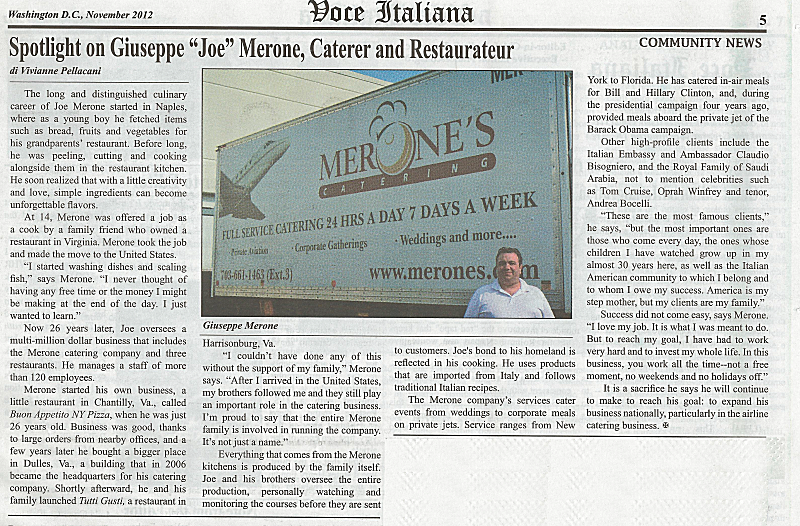 Washington D.C., November 2012
Voce Italiana
5
Spotlight on Giuseppe “Joe” Merone, Caterer and Restaurateur
COMMUNITY NEWS
di Vivianne Pellacani
The long and distinguished culinary
career of Joe Merone started in Naples,
where as a young boy he fetched items
such as bread, fruits and vegetables for
his grandparents' restaurant. Before long,
he was peeling, cutting and cooking
alongside them in the restaurant kitchen.
He soon realized that with a little creativity
and love, simple ingredients can become
unforgettable flavors.
At 14, Merone was offered a job as
a cook by a family friend who owned a
restaurant in Virginia. Merone took the job
and made the move to the United States.
“I started washing dishes and scaling
fish,” says Merone. “I never thought of
having any free time or the money I might
be making at the end of the day. I just
wanted to learn.”
Now 26 years later, Joe oversees a
multi-million dollar business that includes
the Merone catering company and three
restaurants. He manages a staff of more
than 120 employees.
Merone started his own business, a
little restaurant in Chantilly, Va., called
Buon Appetito NY Pizza, when he was just
26 years old. Business was good, thanks
to large orders from nearby offices, and a
few years later he bought a bigger place
in Dulles, Va., a building that in 2006
became the headquarters for his catering
company. Shortly afterward, he and his
family launched Tutti Gusti, a restaurant in
MERONE'S
CATERING
FULL SERVICE CATERING 24 HRS A DAY 7 DAYS A WEEK
Private Aviation · Corporate Gatherings · Weddings and more....
703-661-1463 (Ext.3) www.merones.com
Giuseppe Merone
Harrisonburg, Va.
“I couldn't have done any of this
without the support of my family,” Merone
says. “After I arrived in the United States,
my brothers followed me and they still play
an important role in the catering business.
I'm proud to say that the entire Merone
family is involved in running the company.
It's not just a name.”
Everything that comes from the Merone
kitchens is produced by the family itself.
Joe and his brothers oversee the entire
production, personally watching and
monitoring the courses before they are sent
to customers. Joe's bond to his homeland is
reflected in his cooking. He uses products
that are imported from Italy and follows
traditional Italian recipes.
The Merone company's services cater
events from weddings to corporate meals
on private jets. Service ranges from New
York to Florida. He has catered in-air meals
for Bill and Hillary Clinton, and, during
the presidential campaign four years ago,
provided meals aboard the private jet of the
Barack Obama campaign.
Other high-profile clients include the
Italian Embassy and Ambassador Claudio
Bisogniero, and the Royal Family of Saudi
Arabia, not to mention celebrities such
as Tom Cruise, Oprah Winfrey and tenor,
Andrea Bocelli.
“These are the most famous clients,”
he says, “but the most important ones are
those who come every day, the ones whose
children I have watched grow up in my
almost 30 years here, as well as the Italian
American community to which I belong and
to whom I owe my success. America is my
step mother, but my clients are my family.”
Success did not come easy, says Merone.
“I love my job. It is what I was meant to do.
But to reach my goal, I have had to work
very hard and to invest my whole life. In this
business, you work all the time--not a free
moment, no weekends and no holidays off.”
It is a sacrifice he says he will continue
to make to reach his goal: to expand his
business nationally, particularly in the airline
catering business.